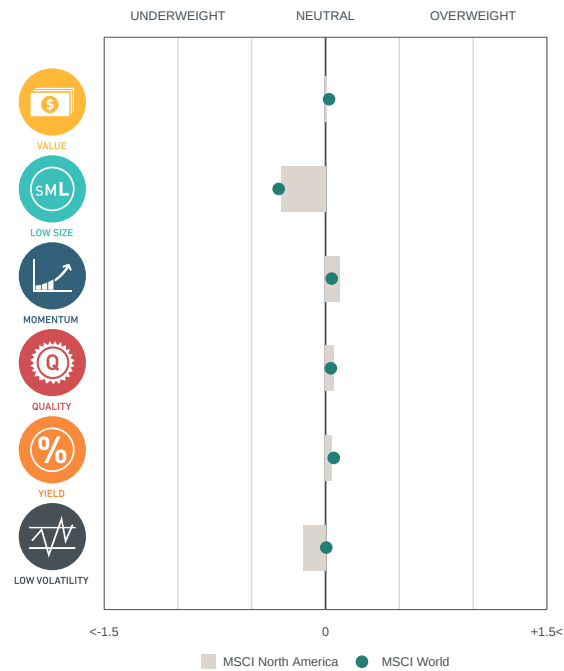 UNDERWEIGHT NEUTRAL OVERWEIGHT
$
VALUE
SML
LOW SIZE
MOMENTUM
Q
QUALITY
%
YIELD
LOW VOLATILITY
<-1.5 0 +1.5<
MSCI North America MSCI World